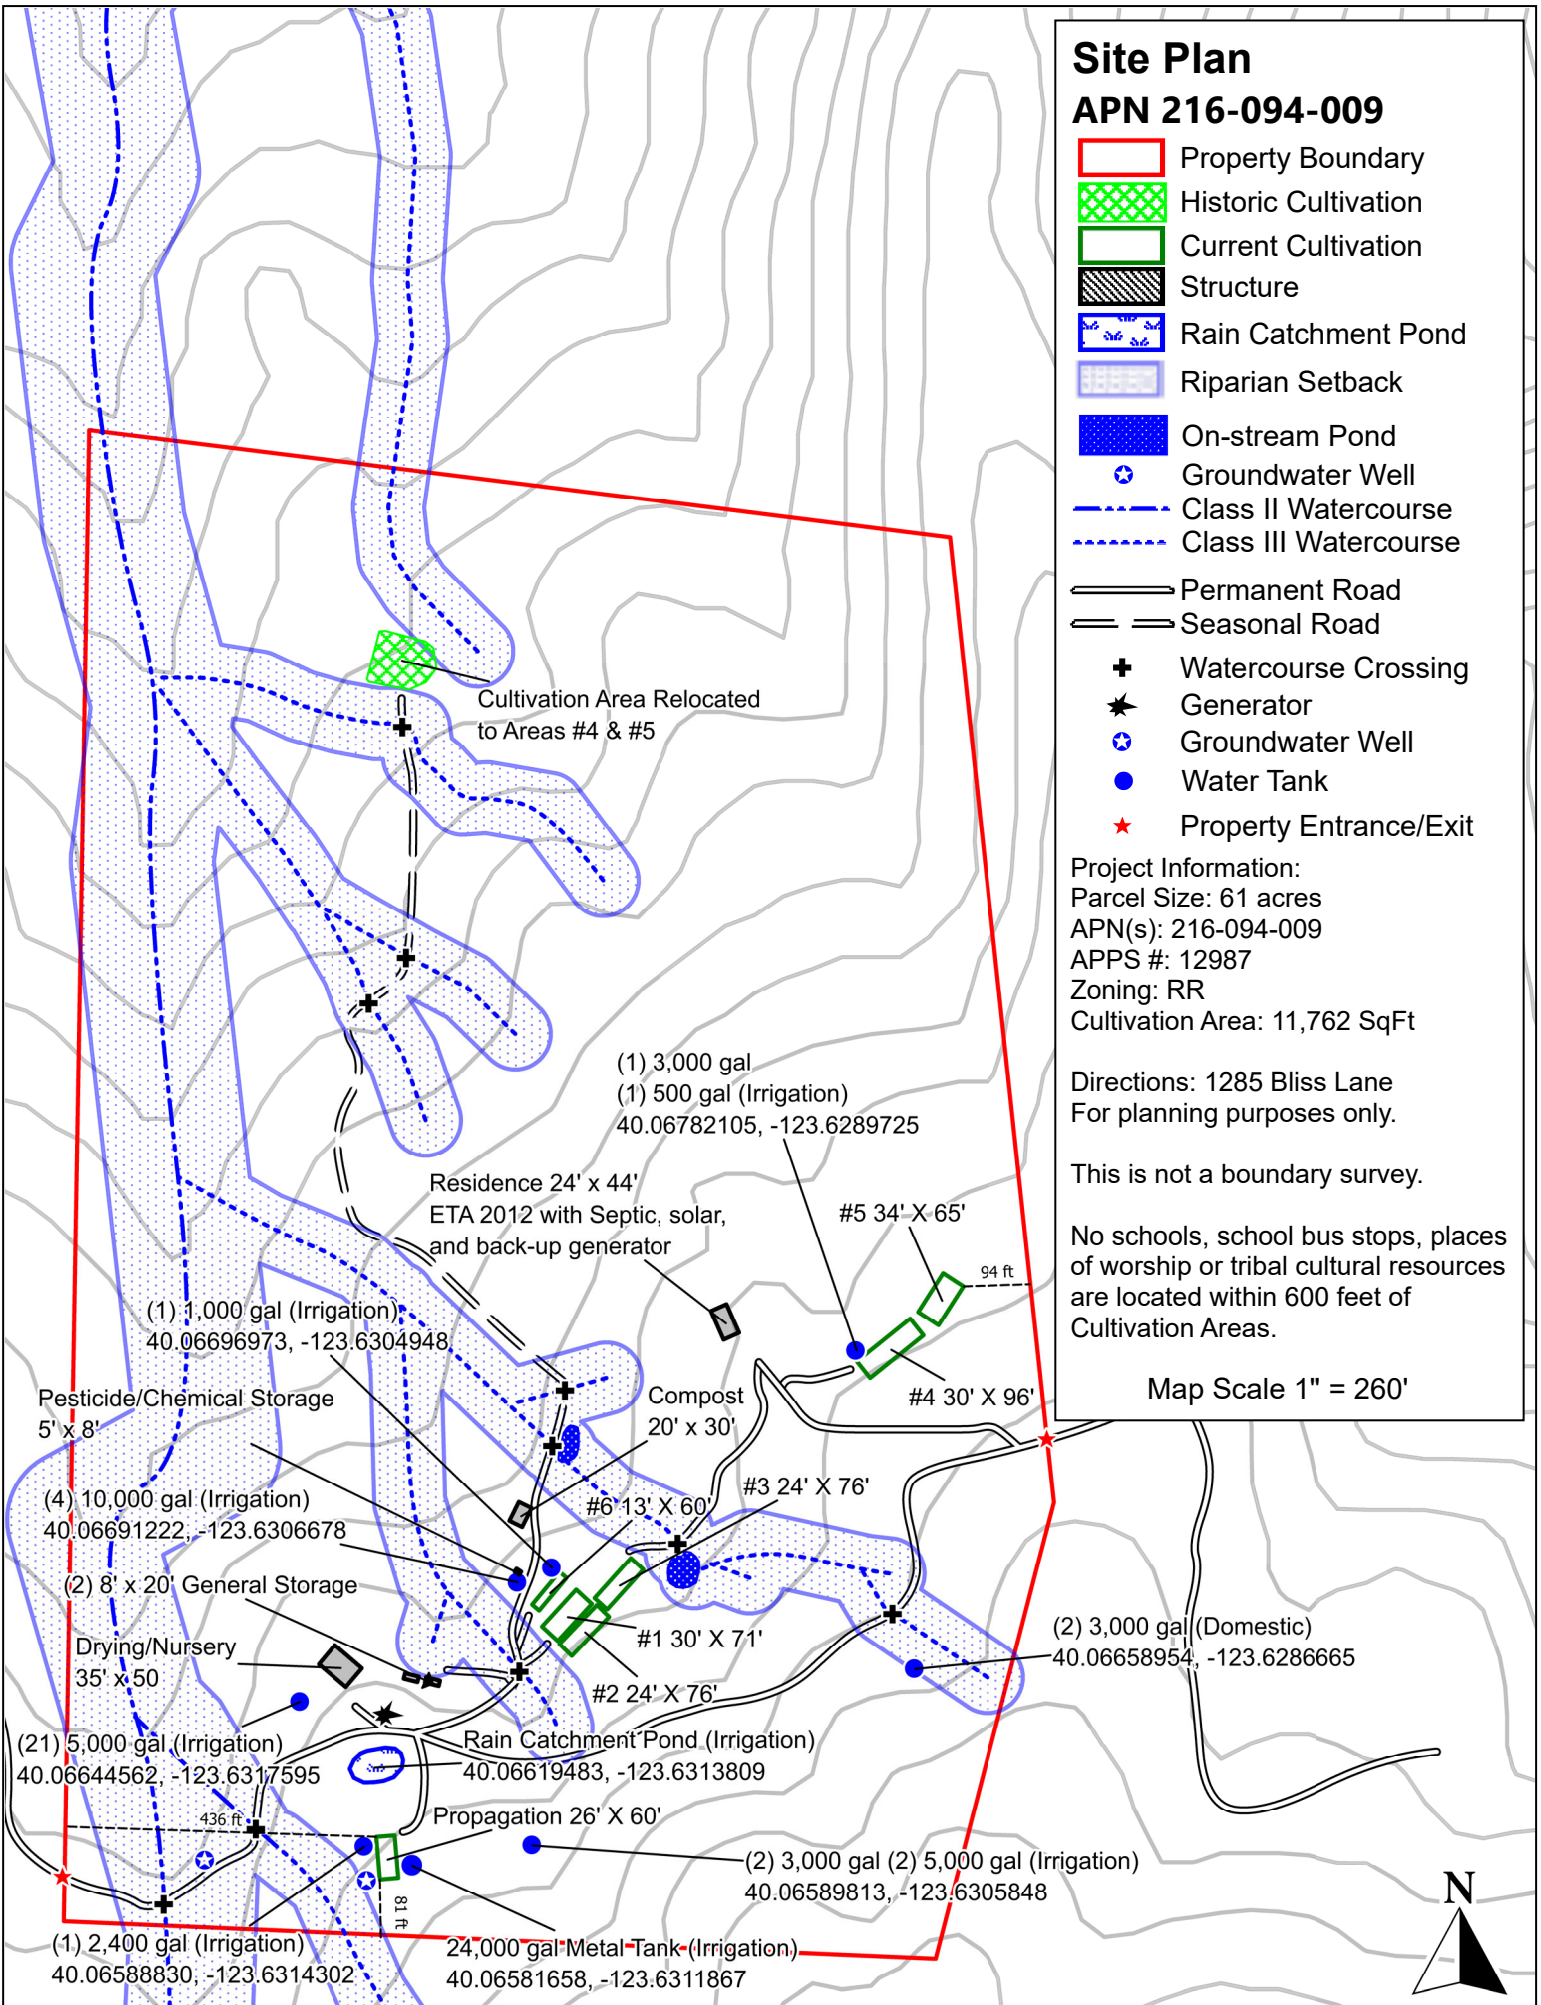 Site Plan
APN 216-094-009
Property Boundary
Historic Cultivation
Current Cultivation
Structure
Rain Catchment Pond
Riparian Setback
On-stream Pond
Groundwater Well
Class II Watercourse
Class III Watercourse
Permanent Road
Seasonal Road
Watercourse Crossing
Generator
Groundwater Well
Water Tank
Property Entrance/Exit
Project Information:
Parcel Size: 61 acres
APN(s): 216-094-009
APPS #: 12987
Zoning: RR
Cultivation Area: 11,762 SqFt
Directions: 1285 Bliss Lane
For planning purposes only.
This is not a boundary survey.
No schools, school bus stops, places
of worship or tribal cultural resources
are located within 600 feet of
Cultivation Areas.
Map Scale 1" = 260'
Cultivation Area Relocated
to Areas #4 & #5
(1) 3,000 gal
(1) 500 gal (Irrigation)
40.06782105, -123.6289725
Residence 24' x 44'
ETA 2012 with Septic, solar,
and back-up generator
#5 34' X 65'
94 ft
(1) 1,000 gal (Irrigation)
40.06696973, -123.6304948
#4 30' X 96'
Pesticide/Chemical Storage
5' x 8'
Compost
20' x 30'
#3 24' X 76'
#6 13' X 60'
(4) 10,000 gal (Irrigation)
40.06691222, -123.6306678
(2) 8' x 20' General Storage
#1 30' X 71'
(2) 3,000 gal (Domestic)
40.06658954, -123.6286665
Drying/Nursery
35' x 50
#2 24' X 76'
(21) 5,000 gal (Irrigation)
40.06644562, -123.6317595
Rain Catchment Pond (Irrigation)
40.06619483, -123.6313809
436 ft
Propagation 26' X 60'
(2) 3,000 gal (2) 5,000 gal (Irrigation)
40.06589813, -123.6305848
81 ft
(1) 2,400 gal (Irrigation)
40.06588830, -123.6314302
24,000 gal Metal Tank (Irrigation)
40.06581658, -123.6311867
N